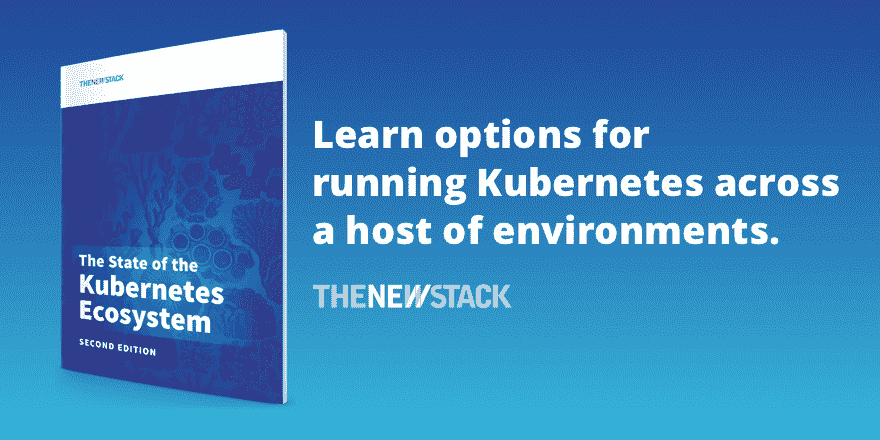 THENEWSTACK
The State of the
Kubernetes
Ecosystem
SECOND EDITION
Learn options for
running Kubernetes across
a host of environments.
THENEWSTACK